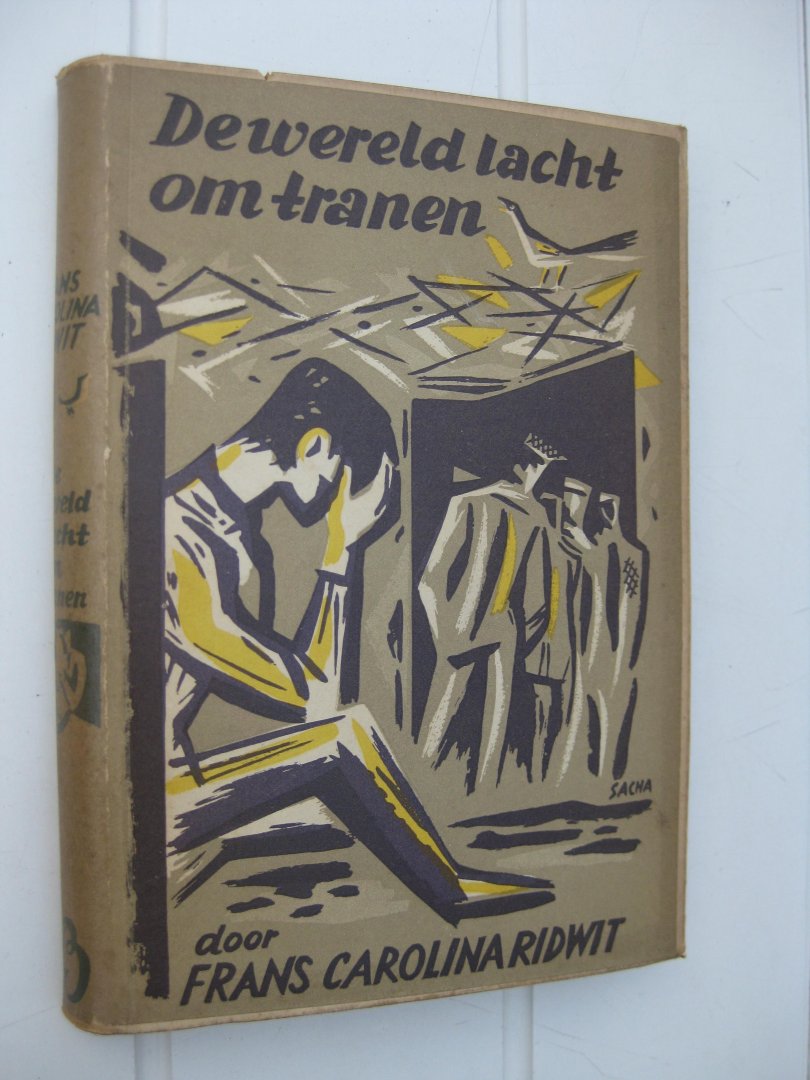 De wereld lacht
om tranen
SACHA
door
FRANS CAROLINA RIDWIT